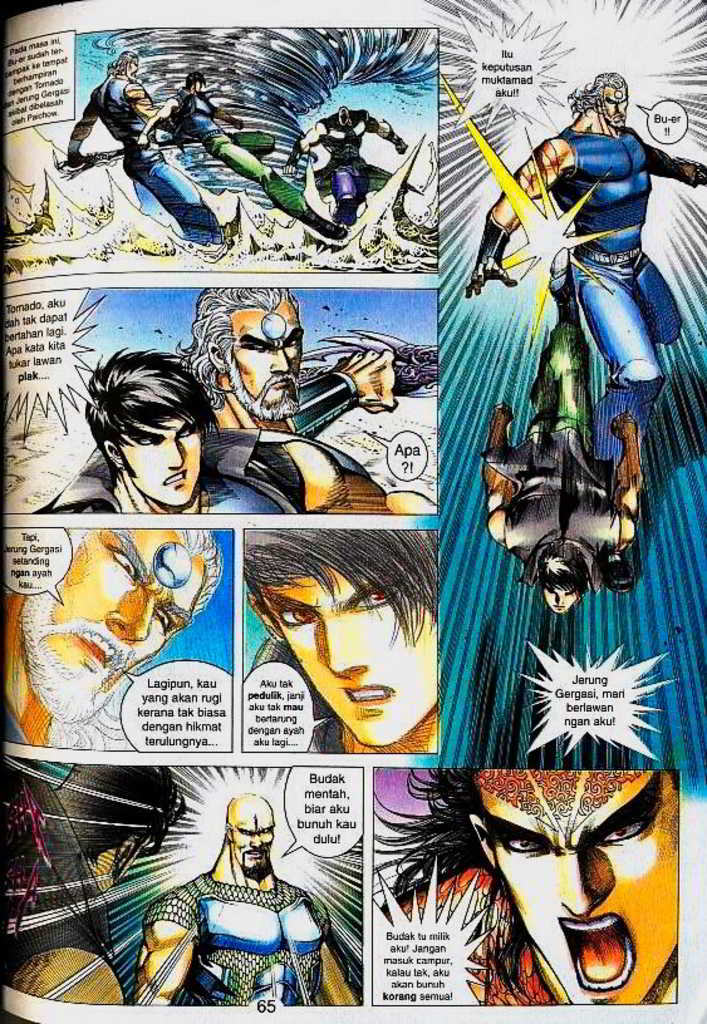 Pada masa ini,
Bu-er sudah ter-
campak ke tempat
berhampiran
dengan Tornado
dan Jerung Gergasi
akibat dibelasah
oleh Paichow.
Itu
keputusan
muktamad
aku!!
Bu-er
!!
Tornado, aku
dah tak dapat
bertahan lagi.
Apa kata kita
tukar lawan
plak....
Apa
?!
Tapi,
Jerung Gergasi
setanding
ngan ayah
kau....
Lagipun, kau
yang akan rugi
kerana tak biasa
dengan hikmat
terulungnya...
Aku tak
pedulik, janji
aku tak mau
bertarung
dengan ayah
aku lagi....
Jerung
Gergasi, mari
berlawan
ngan aku!
Budak
mentah,
biar aku
bunuh kau
dulu!
Budak tu milik
aku! Jangan
masuk campur,
kalau tak, aku
akan bunuh
korang semua!
65